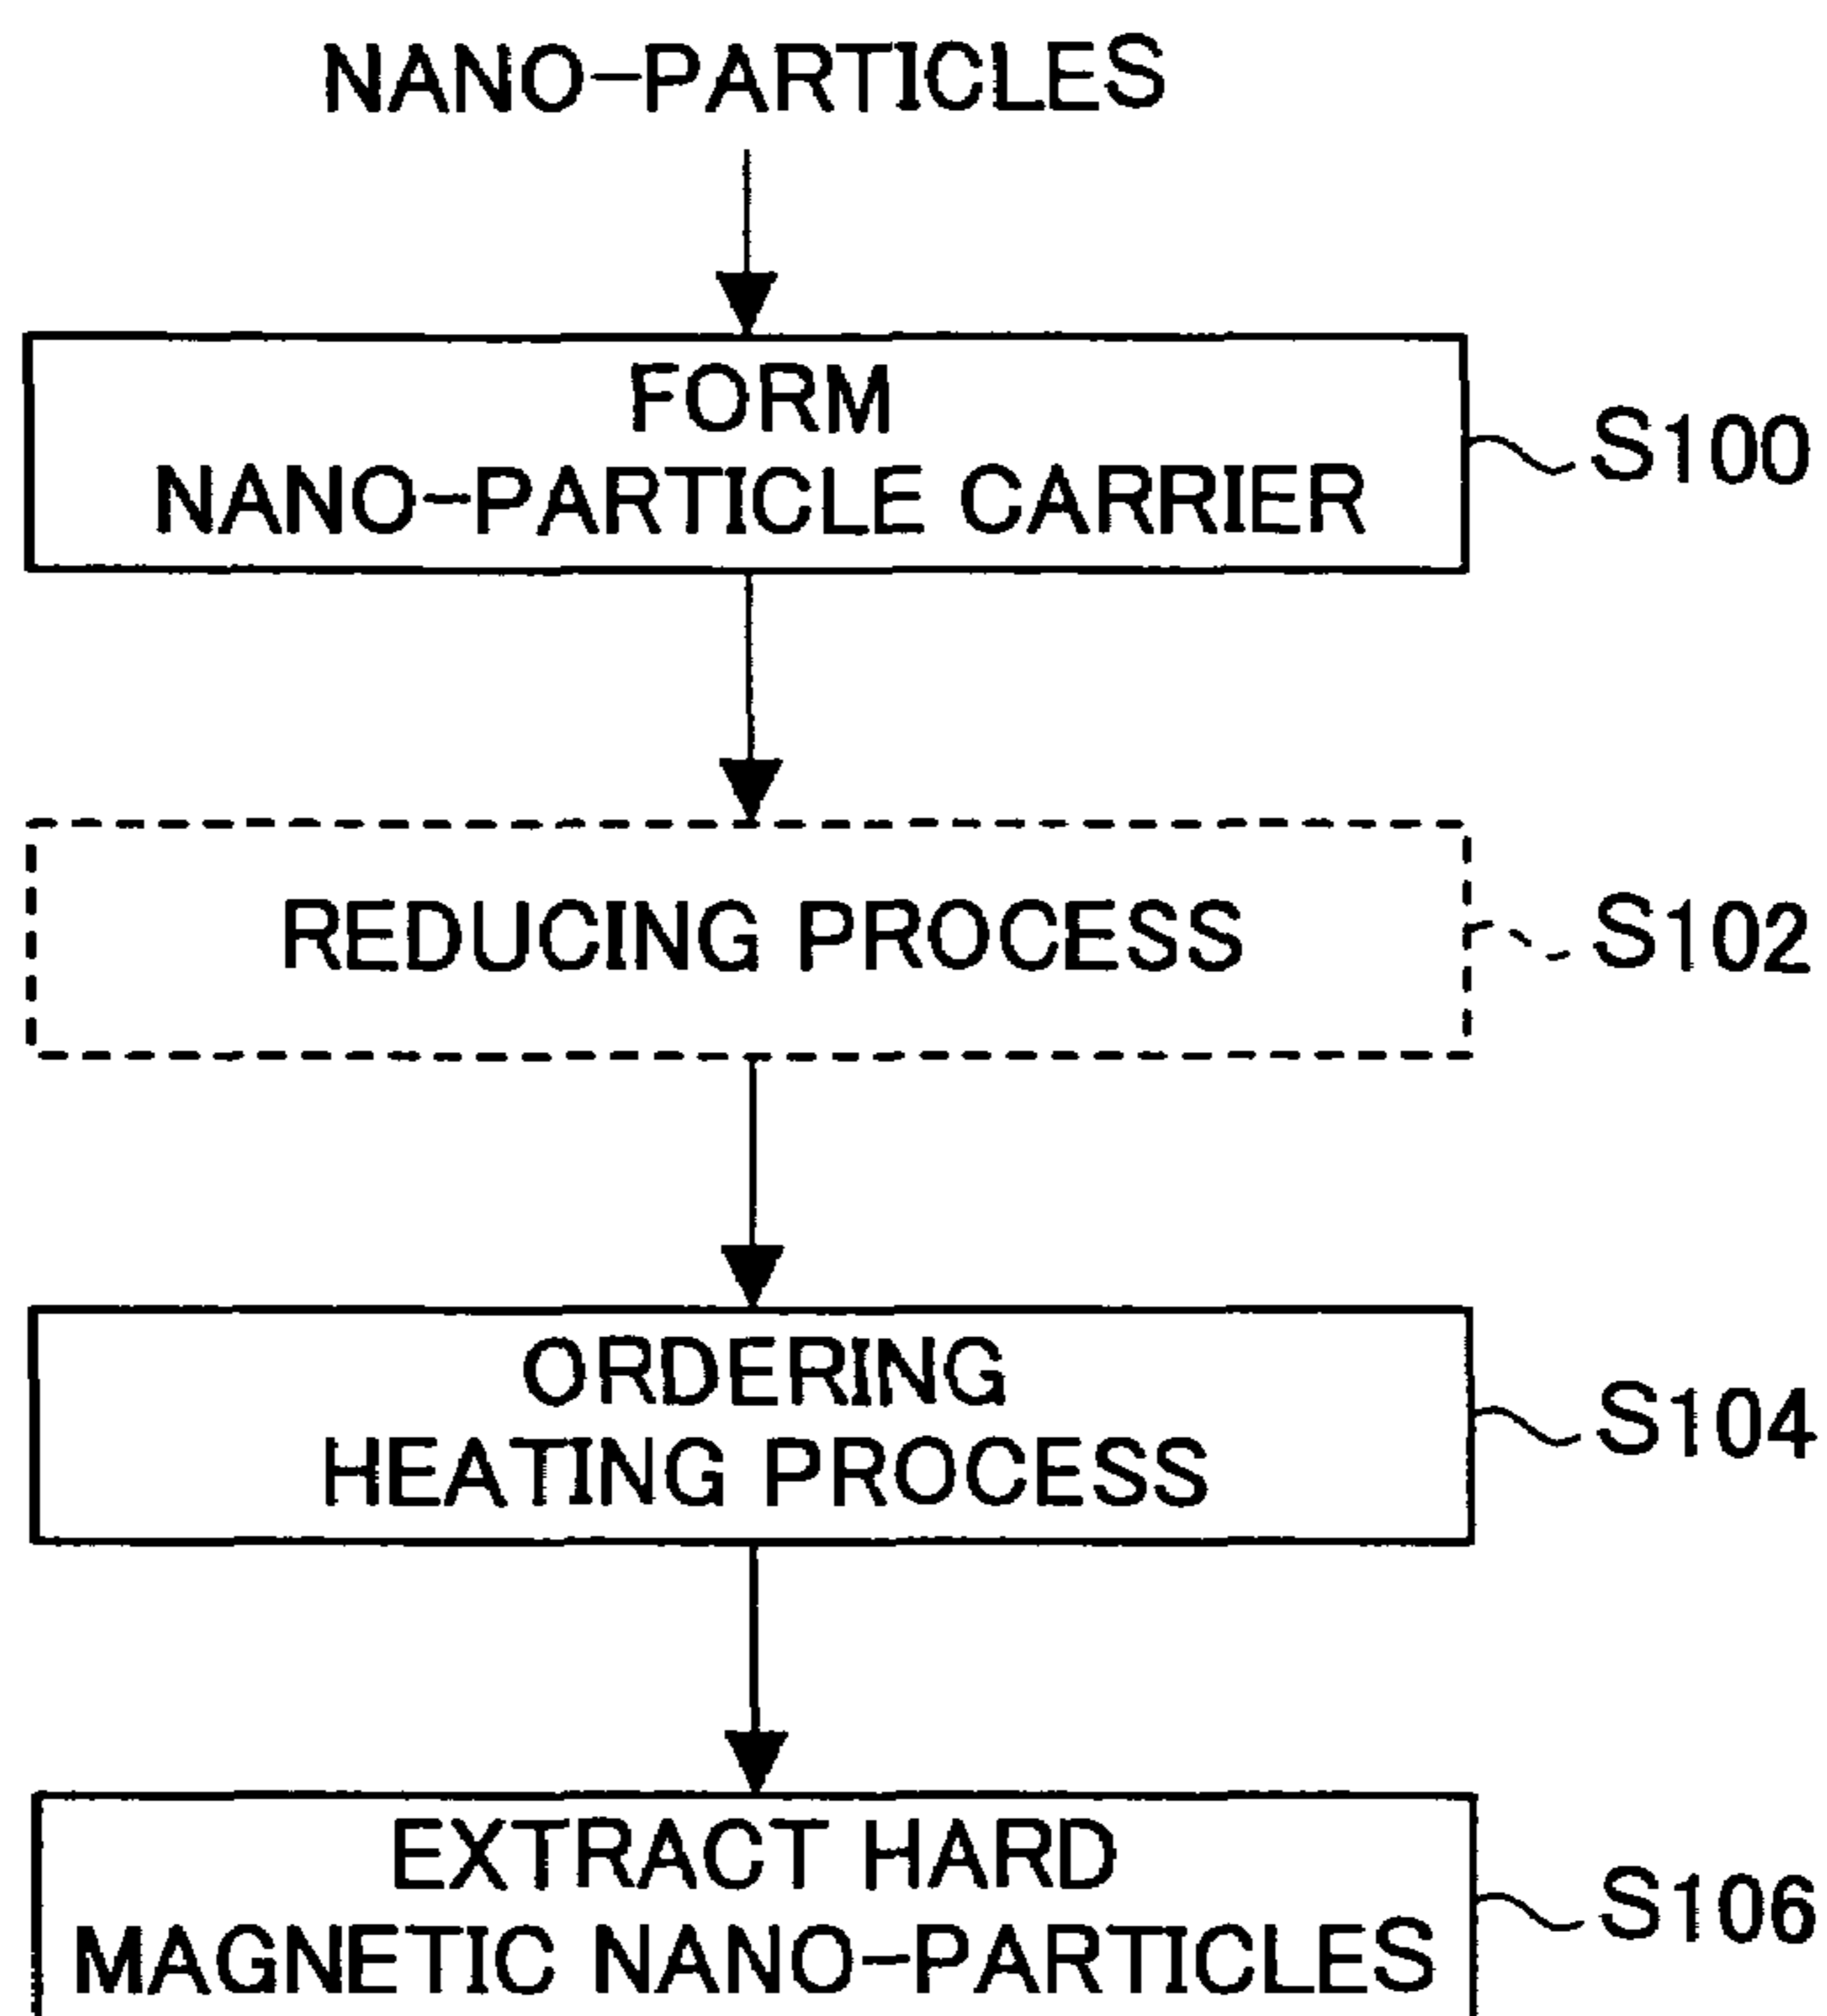 NANO-PARTICLES
FORM
NANO-PARTICLE CARRIER
S100
REDUCING PROCESS
S102
ORDERING
HEATING PROCESS
S104
EXTRACT HARD
MAGNETIC NANO-PARTICLES
S106